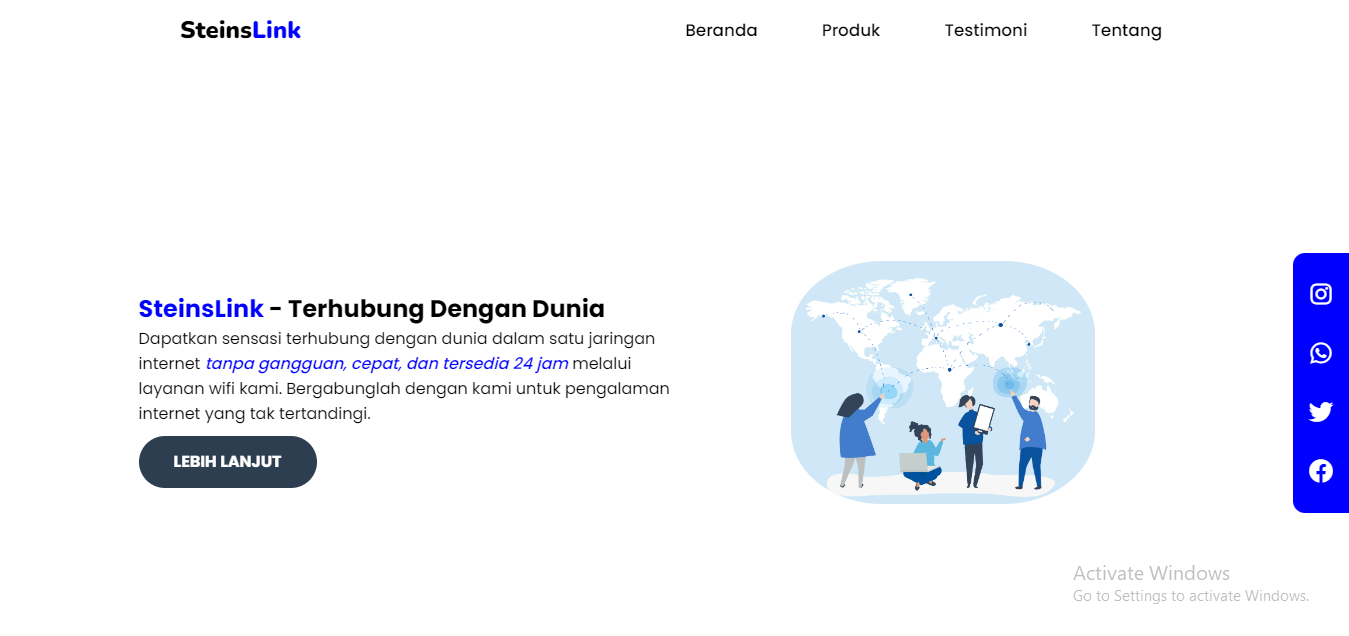 SteinsLink
Beranda
Produk
Testimoni
Tentang
SteinsLink - Terhubung Dengan Dunia
Dapatkan sensasi terhubung dengan dunia dalam satu jaringan
internet tanpa gangguan, cepat, dan tersedia 24 jam melalui
layanan wifi kami. Bergabunglah dengan kami untuk pengalaman
internet yang tak tertandingi.
LEBIH LANJUT
Activate Windows
Go to Settings to activate Windows.